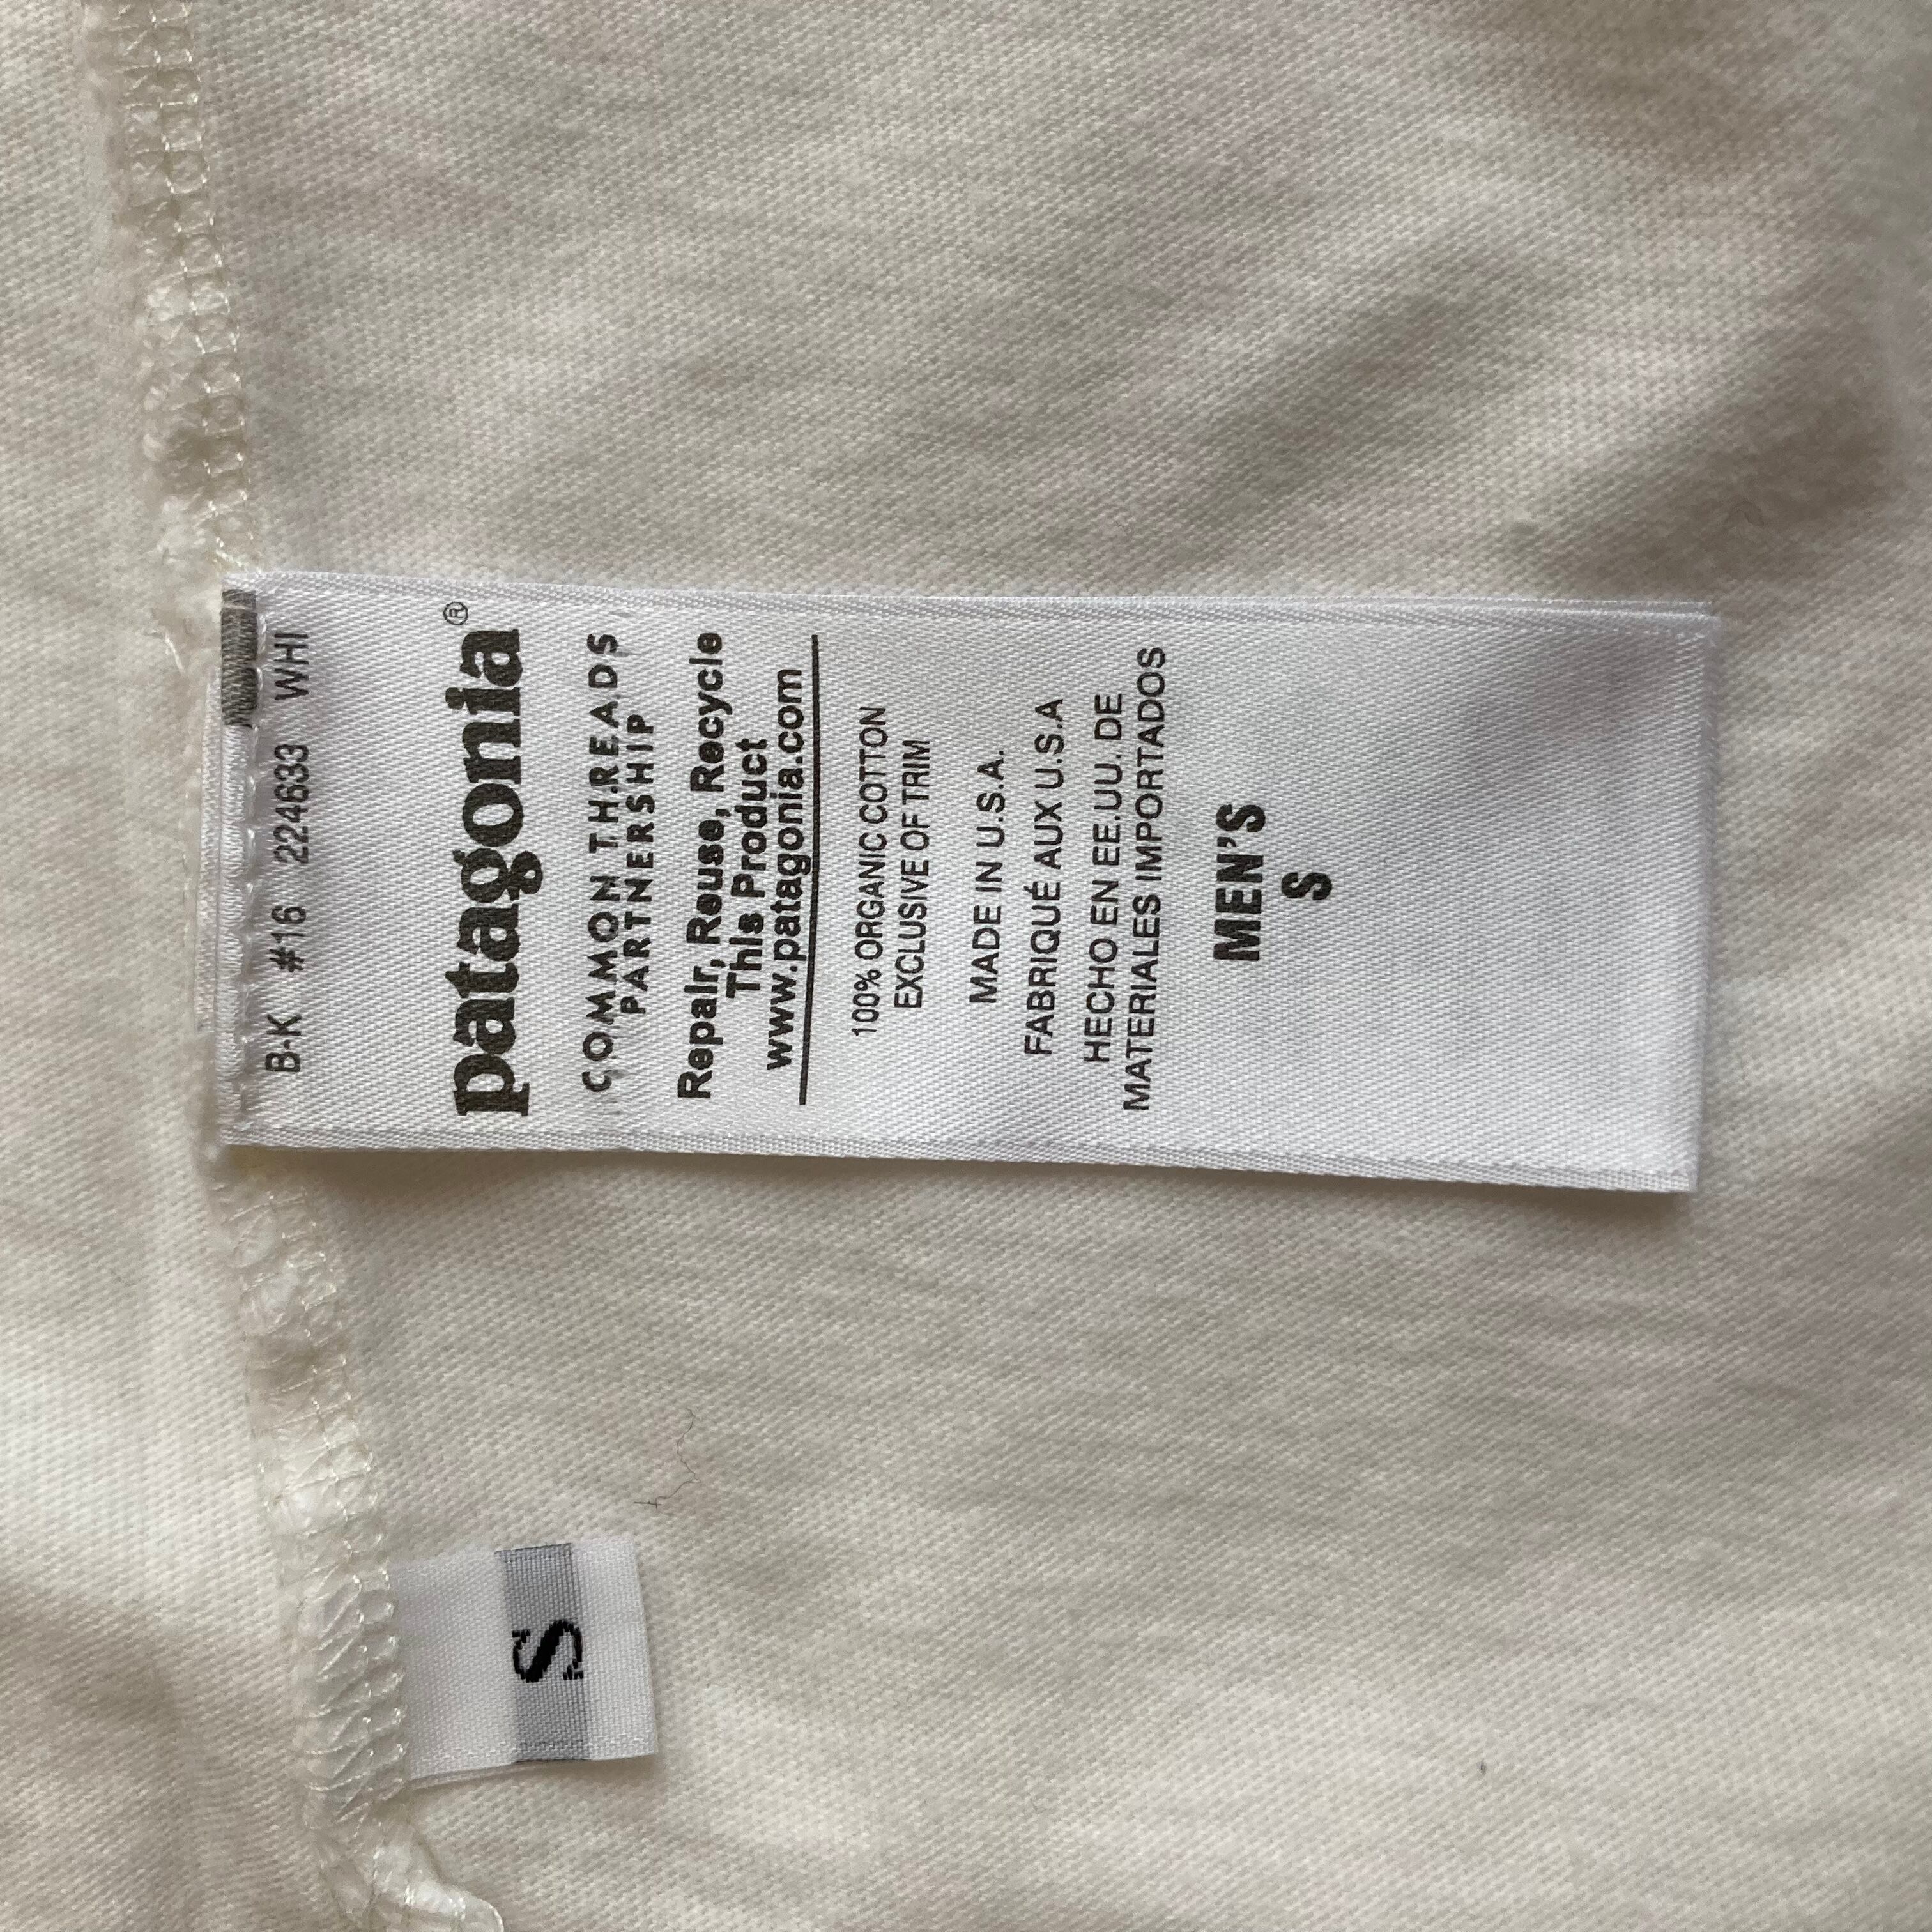 B-K #16 224633 WHI
patagonia®
COMMON THREADS
PARTNERSHIP
Repair, Reuse, Recycle
This Product
www.patagonia.com
100% ORGANIC COTTON
EXCLUSIVE OF TRIM
MADE IN U.S.A.
FABRIQUÉ AUX U.S.A
HECHO EN EE.UU. DE
MATERIALES IMPORTADOS
MEN'S
S
S